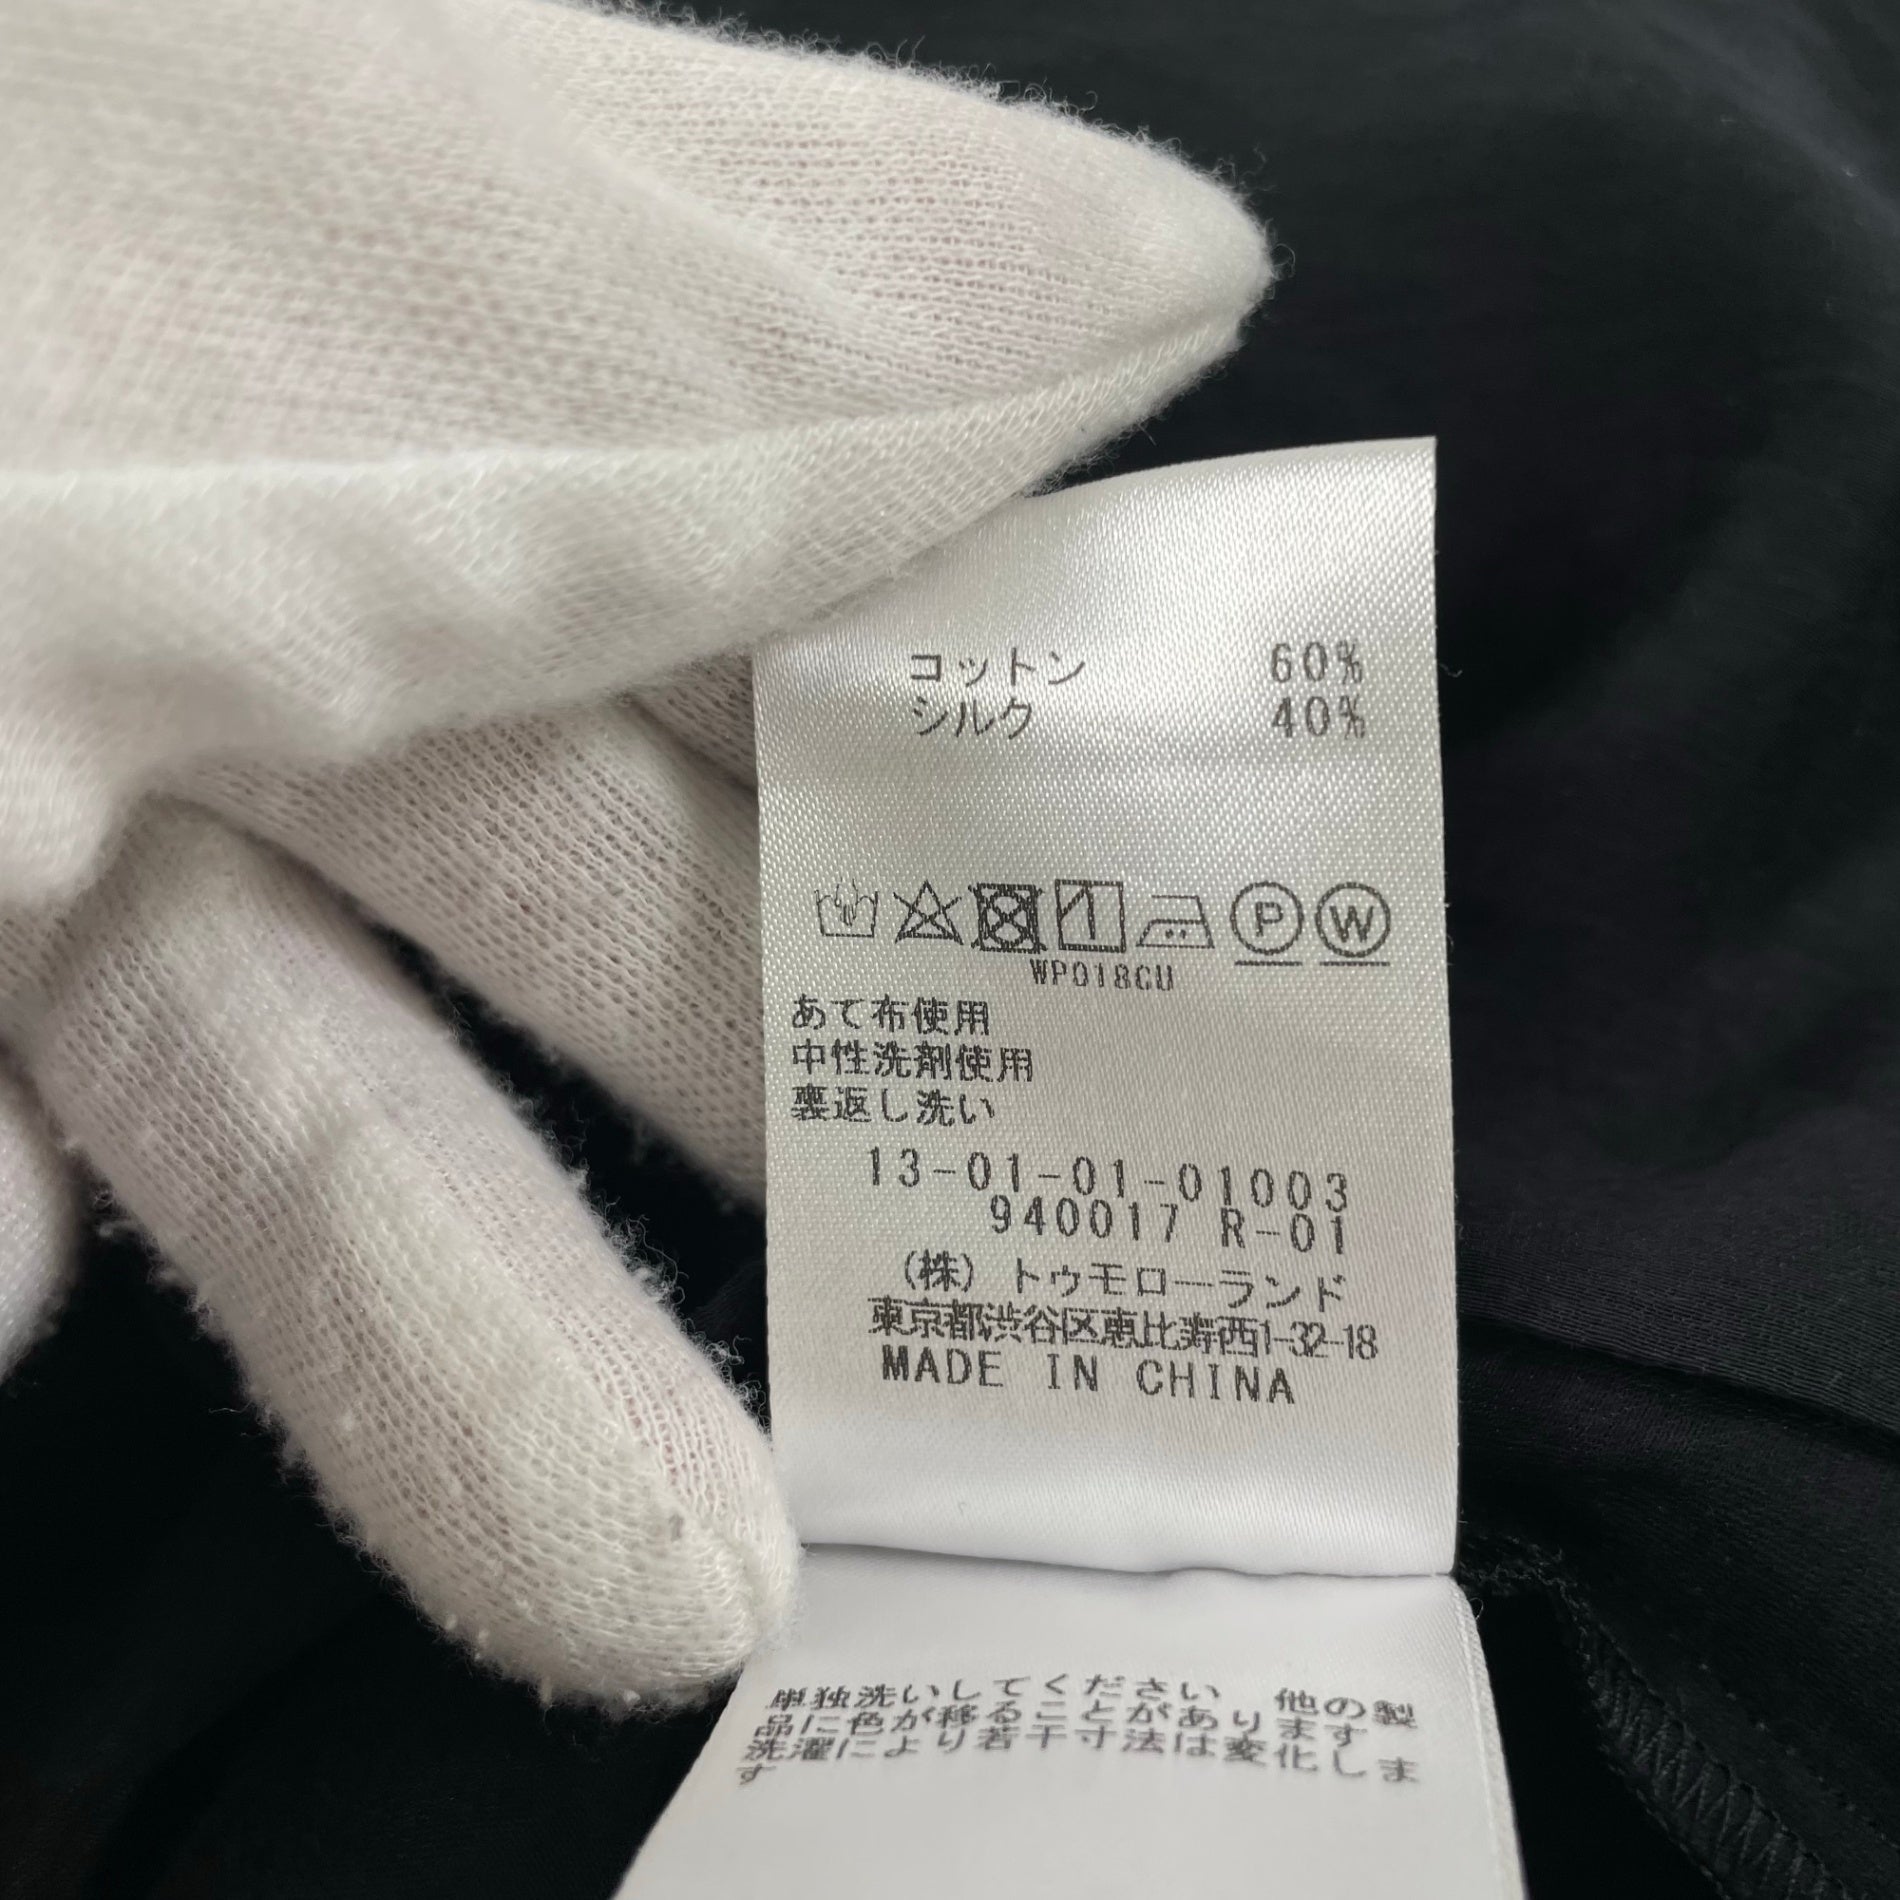 コットン 60%
シルク 40%
P W
WP018CU
あて布使用
中性洗剤使用
裏返し洗い
13-01-01-01003
940017 R-01
(株)トゥモローランド
東京都渋谷区恵比寿西1-32-18
MADE IN CHINA
単独洗いしてください 他の製
品に色が移ることがあります
洗濯により若干寸法は変化しま
す